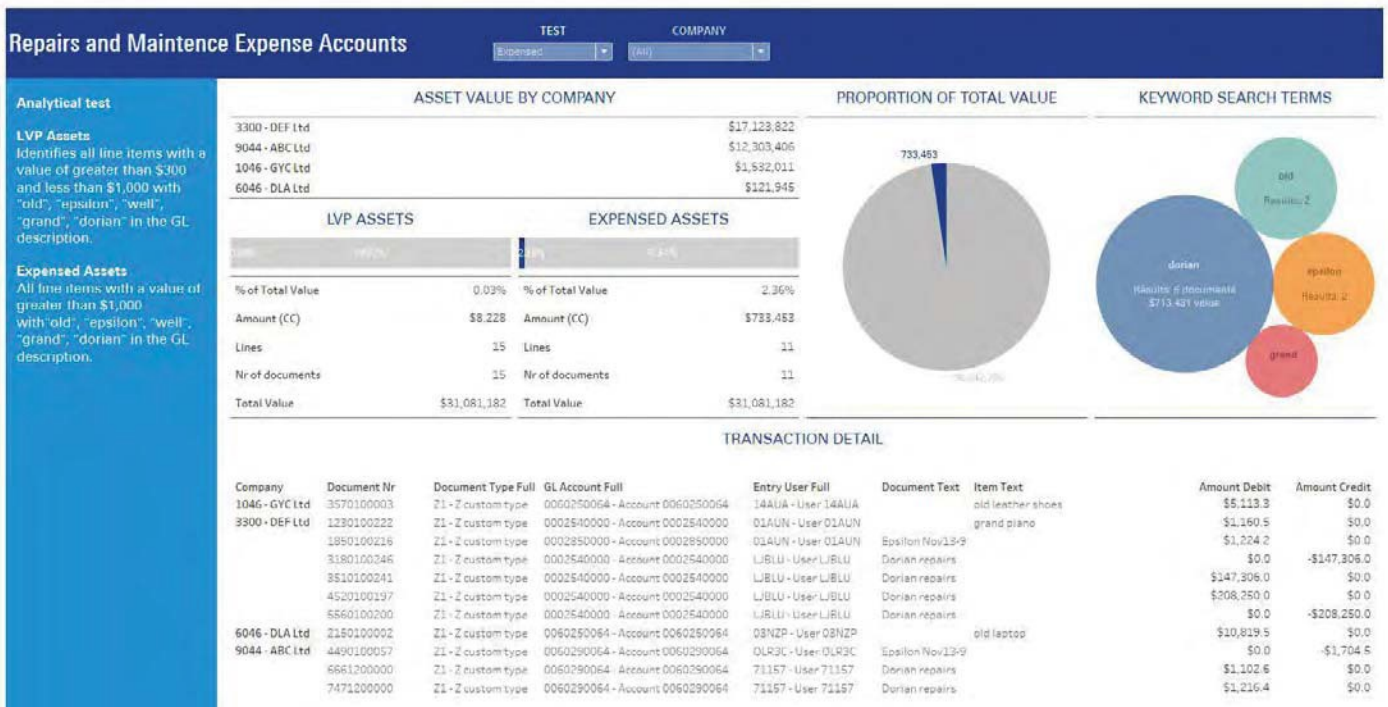 Repairs and Maintence Expense Accounts
TEST
Expensed
COMPANY
(All)
Analytical test
LVP Assets
Identifies all line items with a
value of greater than $300
and less than $1,000 with
"old", "epsilon", "well",
"grand", "dorian" in the GL
description.
Expensed Assets
All line items with a value of
greater than $1,000
with"old", "epsilon", "well",
"grand", "dorian" in the GL
description.
ASSET VALUE BY COMPANY
3300 - DEF Ltd $17,123,822
9044 - ABC Ltd $12,303,406
1046 - GYC Ltd $1,532,011
6046 - DLA Ltd $121,945
LVP ASSETS
% of Total Value 0.03%
Amount (CC) $8,228
Lines 15
Nr of documents 15
Total Value $31,081,182
EXPENSED ASSETS
% of Total Value 2.36%
Amount (CC) $733,453
Lines 11
Nr of documents 11
Total Value $31,081,182
PROPORTION OF TOTAL VALUE
733,453
KEYWORD SEARCH TERMS
old
Results: 2
dorian
Results: 6 documents
$713,431 value
epsilon
Results: 2
grand
TRANSACTION DETAIL
Company Document Nr Document Type Full GL Account Full Entry User Full Document Text Item Text Amount Debit Amount Credit
1046 - GYC Ltd 3570100003 Z1 - Z custom type 0060250064 - Account 0060250064 14AUA - User 14AUA old leather shoes $5,113.3 $0.0
3300 - DEF Ltd 1230100222 Z1 - Z custom type 0002540000 - Account 0002540000 01AUN - User 01AUN grand piano $1,160.5 $0.0
1850100216 Z1 - Z custom type 0002850000 - Account 0002850000 01AUN - User 01AUN Epsilon Nov13-9 $1,224.2 $0.0
3180100246 Z1 - Z custom type 0002540000 - Account 0002540000 LJBLU - User LJBLU Dorian repairs $0.0 -$147,306.0
3510100241 Z1 - Z custom type 0002540000 - Account 0002540000 LJBLU - User LJBLU Dorian repairs $147,306.0 $0.0
4520100197 Z1 - Z custom type 0002540000 - Account 0002540000 LJBLU - User LJBLU Dorian repairs $208,250.0 $0.0
5560100200 Z1 - Z custom type 0002540000 - Account 0002540000 LJBLU - User LJBLU Dorian repairs $0.0 -$208,250.0
6046 - DLA Ltd 2150100002 Z1 - Z custom type 0060250064 - Account 0060250064 03NZP - User 03NZP old laptop $10,819.5 $0.0
9044 - ABC Ltd 4490100057 Z1 - Z custom type 0060290064 - Account 0060290064 OLR3C - User OLR3C Epsilon Nov13-9 $0.0 -$1,704.5
6661200000 Z1 - Z custom type 0060290064 - Account 0060290064 71157 - User 71157 Dorian repairs $1,102.6 $0.0
7471200000 Z1 - Z custom type 0060290064 - Account 0060290064 71157 - User 71157 Dorian repairs $1,216.4 $0.0